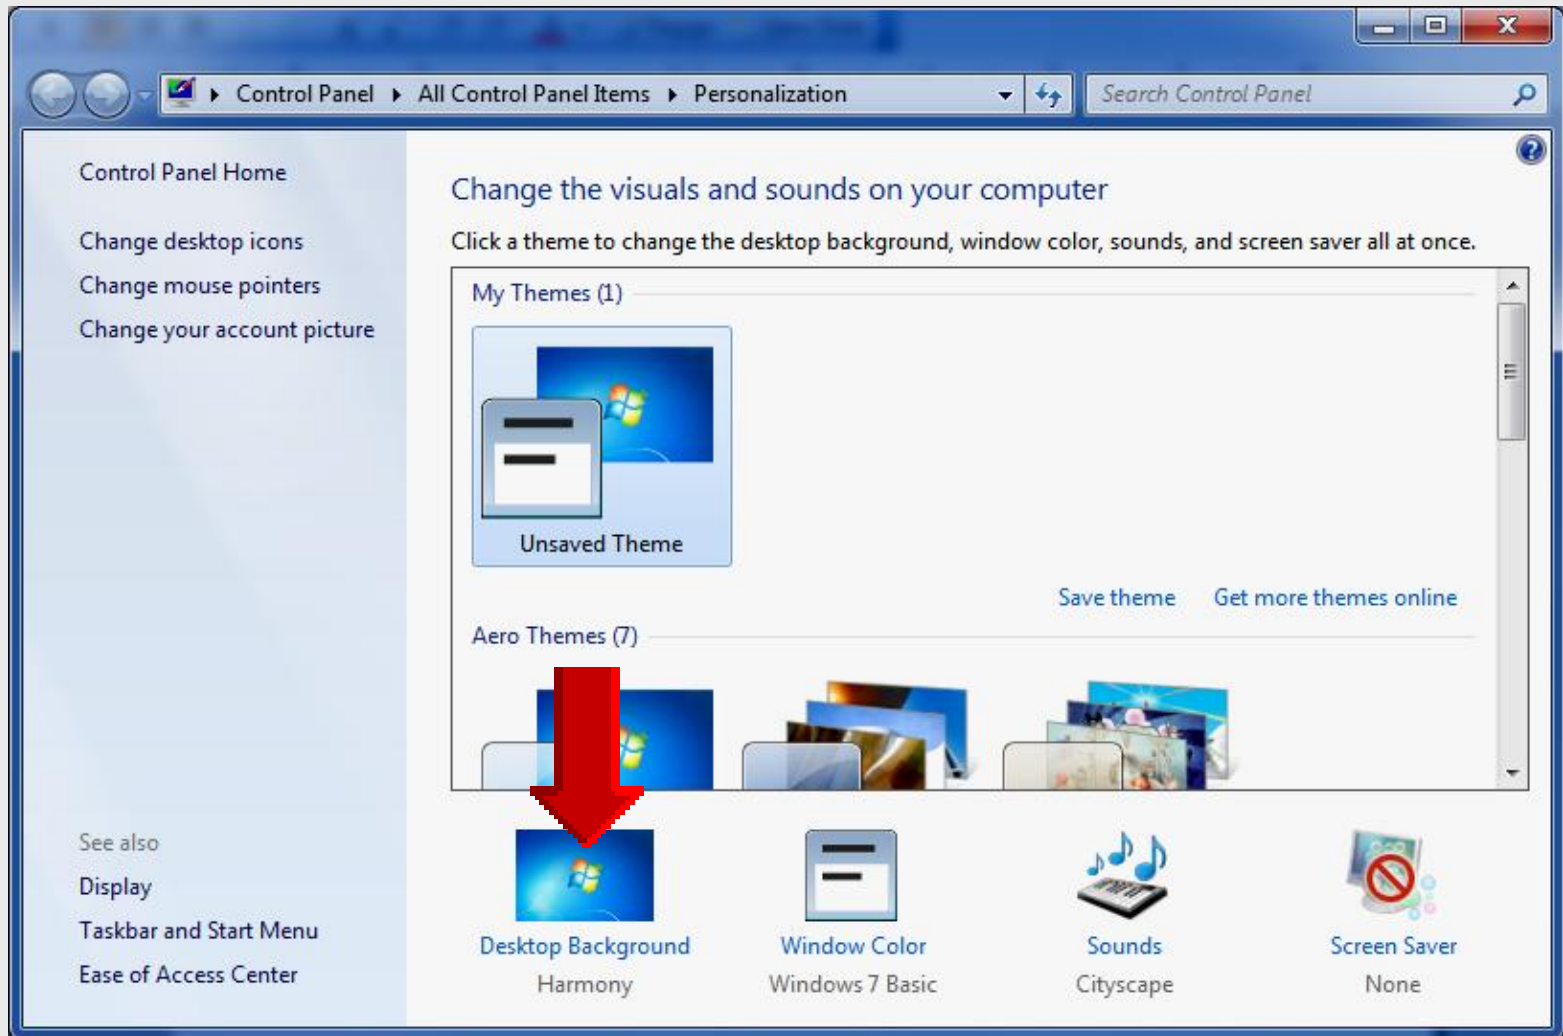 Control Panel All Control Panel Items Personalization
Search Control Panel
Control Panel Home
Change desktop icons
Change mouse pointers
Change your account picture
See also
Display
Taskbar and Start Menu
Ease of Access Center
Change the visuals and sounds on your computer
Click a theme to change the desktop background, window color, sounds, and screen saver all at once.
My Themes (1)
Unsaved Theme
Save theme Get more themes online
Aero Themes (7)
Desktop Background
Harmony
Window Color
Windows 7 Basic
Sounds
Cityscape
Screen Saver
None